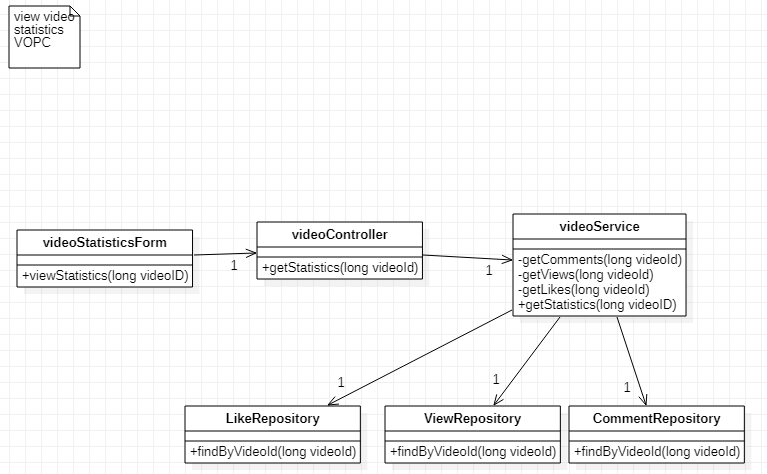 view video
statistics
VOPC
videoStatisticsForm
+viewStatistics(long videoID)
1
videoController
+getStatistics(long videoId)
1
videoService
-getComments(long videoId)
-getViews(long videoId)
-getLikes(long videoId)
+getStatistics(long videoID)
1
1
1
LikeRepository
+findByVideoId(long videoId)
ViewRepository
+findByVideoId(long videoId)
CommentRepository
+findByVideoId(long videoId)